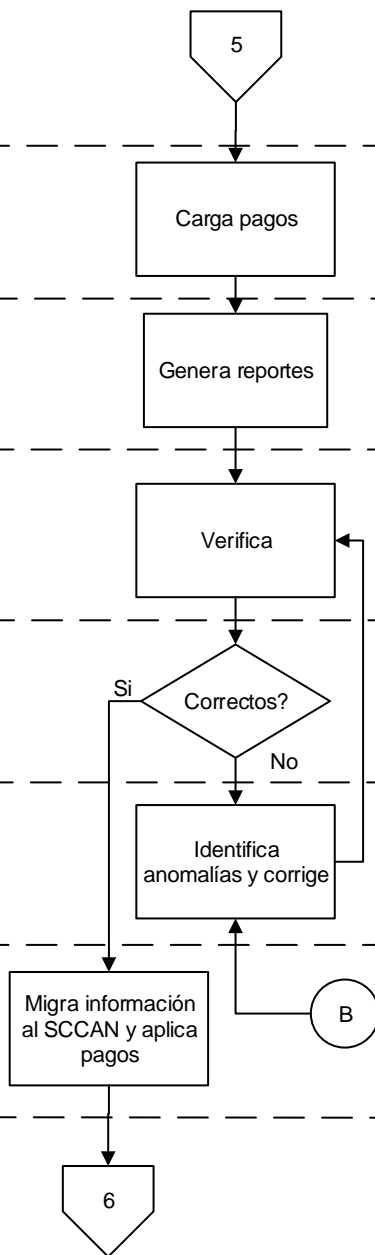 5
Carga pagos
Genera reportes
Verifica
Si
Correctos?
No
Identifica
anomalías y corrige
Migra información
al SCCAN y aplica
pagos
B
6